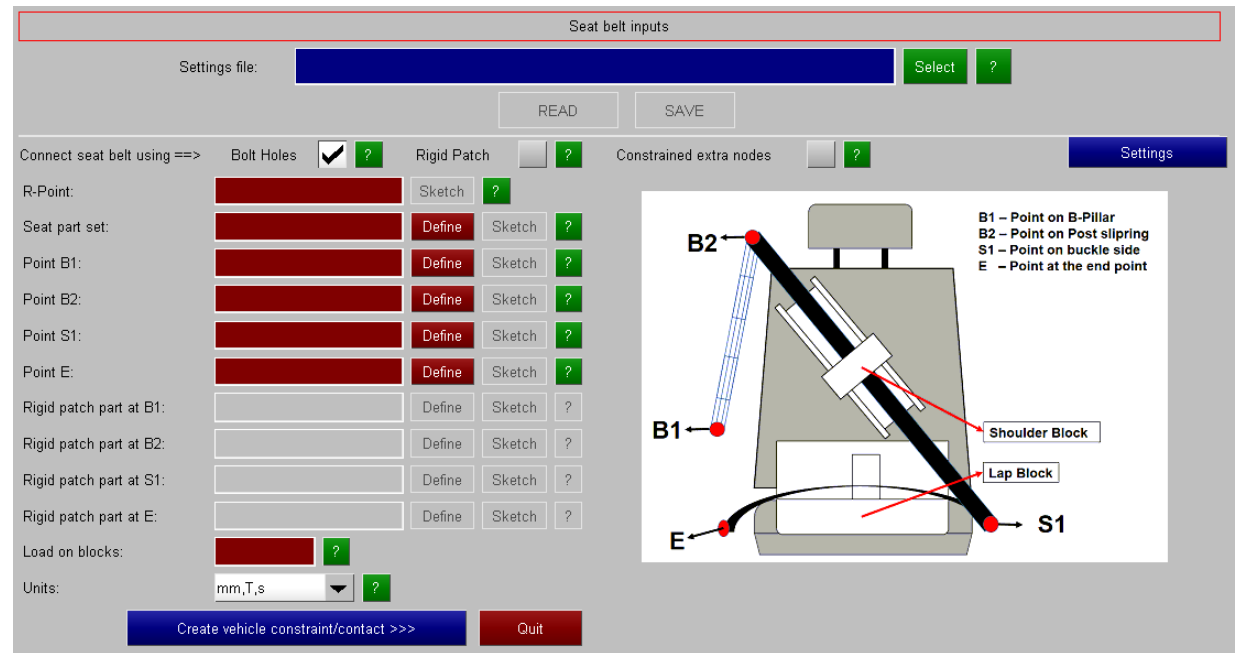 Seat belt inputs
Settings file: Select ?
READ SAVE
Connect seat belt using ==> Bolt Holes ? Rigid Patch ? Constrained extra nodes ? Settings
R-Point: Sketch ?
Seat part set: Define Sketch ?
Point B1: Define Sketch ?
Point B2: Define Sketch ?
Point S1: Define Sketch ?
Point E: Define Sketch ?
Rigid patch part at B1: Define Sketch ?
Rigid patch part at B2: Define Sketch ?
Rigid patch part at S1: Define Sketch ?
Rigid patch part at E: Define Sketch ?
Load on blocks: ?
Units: mm,T,s ?
Create vehicle constraint/contact >>> Quit
B1 – Point on B-Pillar
B2 – Point on Post slipring
S1 – Point on buckle side
E – Point at the end point
B2
B1
Shoulder Block
Lap Block
S1
E